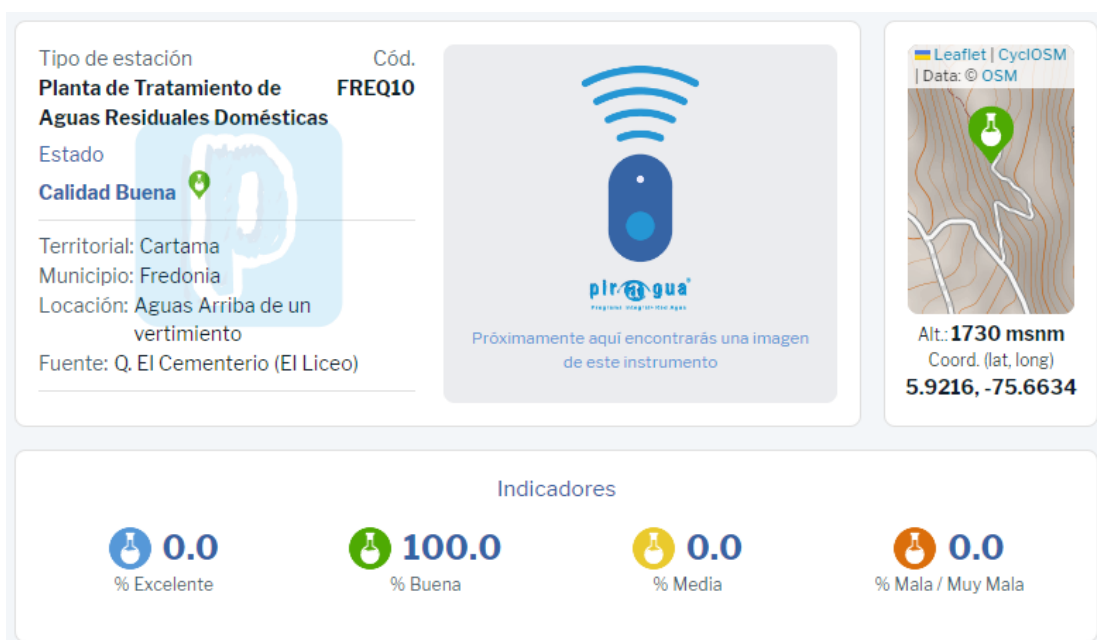 Tipo de estación Cód.
Planta de Tratamiento de FREQ10
Aguas Residuales Domésticas
Estado
Calidad Buena
Territorial: Cartama
Municipio: Fredonia
Locación: Aguas Arriba de un
vertimiento
Fuente: Q. El Cementerio (El Liceo)
piragua
Próximamente aquí encontrarás una imagen
de este instrumento
Leaflet | CyclOSM
| Data: © OSM
Alt.: 1730 msnm
Coord. (lat, long)
5.9216, -75.6634
Indicadores
0.0 100.0 0.0 0.0
% Excelente % Buena % Media % Mala / Muy Mala